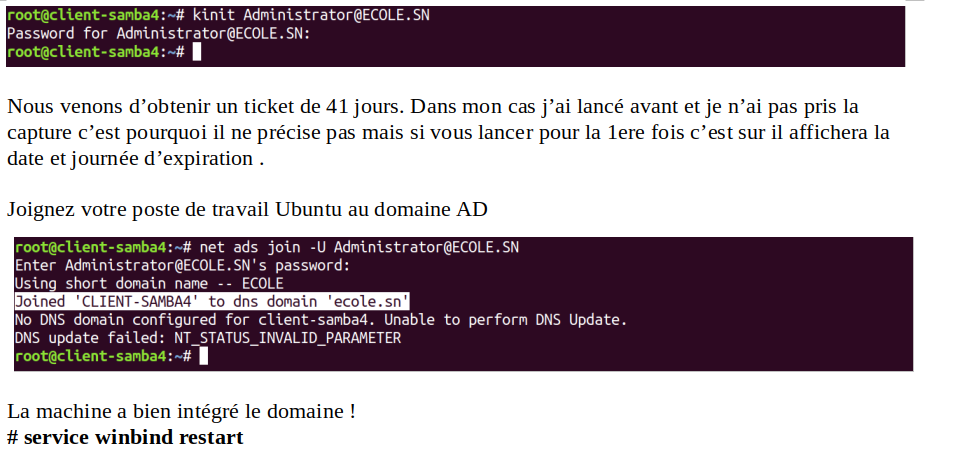 root@client-samba4:~# kinit Administrator@ECOLE.SN
Password for Administrator@ECOLE.SN:
root@client-samba4:~#
Nous venons d’obtenir un ticket de 41 jours. Dans mon cas j’ai lancé avant et je n’ai pas pris la
capture c’est pourquoi il ne précise pas mais si vous lancer pour la 1ere fois c’est sur il affichera la
date et journée d’expiration .
Joignez votre poste de travail Ubuntu au domaine AD
root@client-samba4:~# net ads join -U Administrator@ECOLE.SN
Enter Administrator@ECOLE.SN's password:
Using short domain name -- ECOLE
Joined 'CLIENT-SAMBA4' to dns domain 'ecole.sn'
No DNS domain configured for client-samba4. Unable to perform DNS Update.
DNS update failed: NT_STATUS_INVALID_PARAMETER
root@client-samba4:~#
La machine a bien intégré le domaine !
# service winbind restart